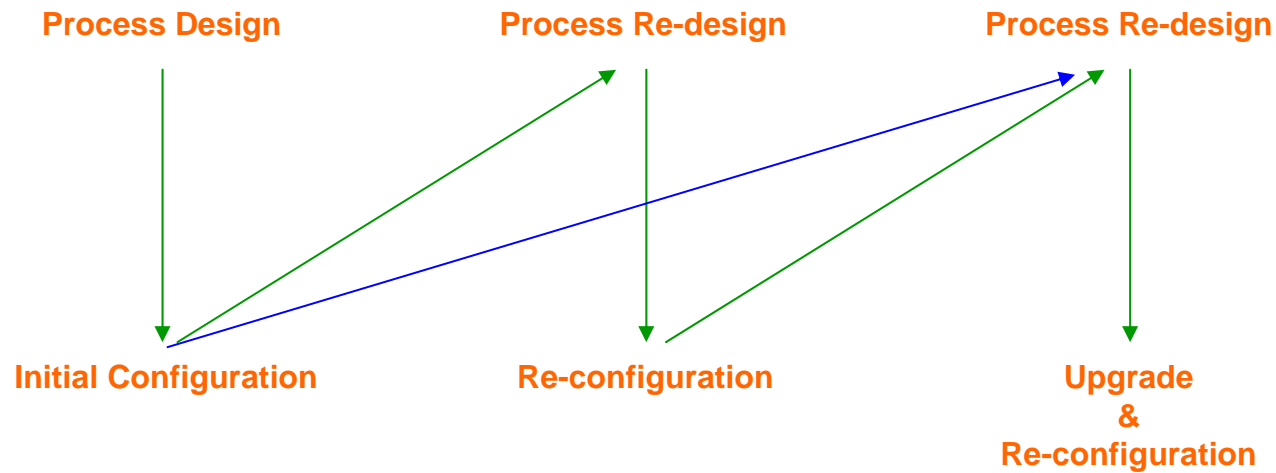 Process Design
Process Re-design
Process Re-design
Initial Configuration
Re-configuration
Upgrade
&
Re-configuration